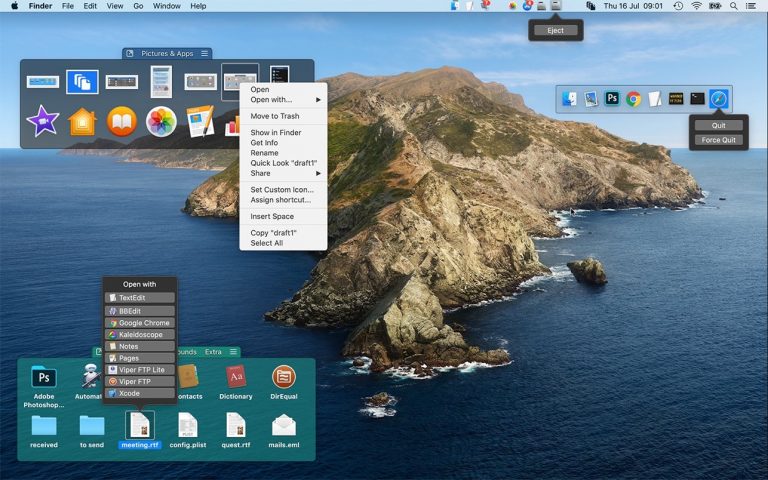 Finder File Edit View Go Window Help
Thu 16 Jul 09:01
Eject
Pictures & Apps
Open
Open with...
Move to Trash
Show in Finder
Get Info
Rename
Quick Look "draft1"
Share
Set Custom Icon...
Assign shortcut...
Insert Space
Copy "draft1"
Select All
Quit
Force Quit
Open with
TextEdit
BBEdit
Google Chrome
Kaleidoscope
Notes
Pages
Viper FTP Lite
Viper FTP
Xcode
ounds Extra
Ps
Aa
Adobe
Photoshop...
Automa
ontacts
Dictionary
DirEqual
received
to send
meeting.rtf
config.plist
quest.rtf
mails.eml